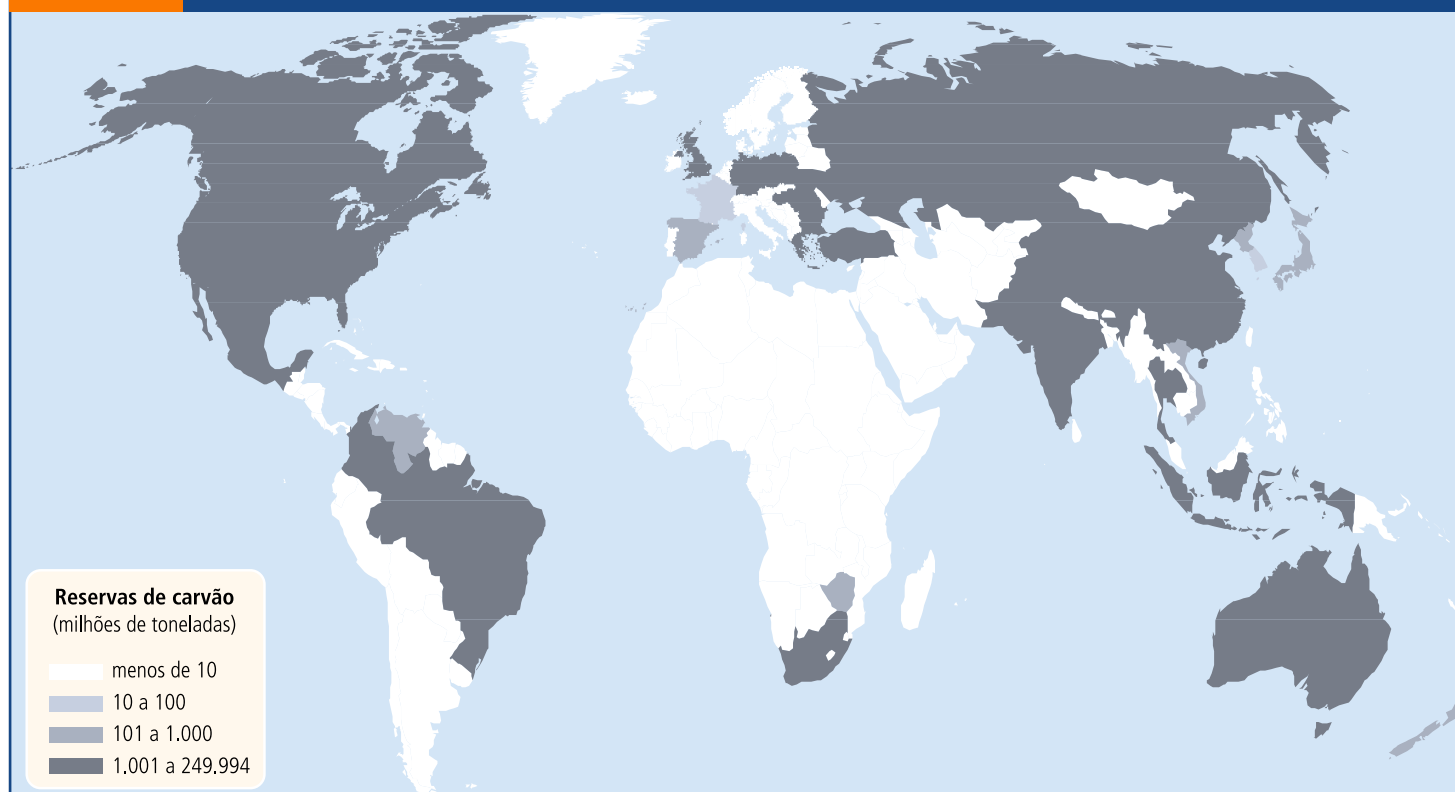 Reservas de carvão
(milhões de toneladas)
menos de 10
10 a 100
101 a 1.000
1.001 a 249.994